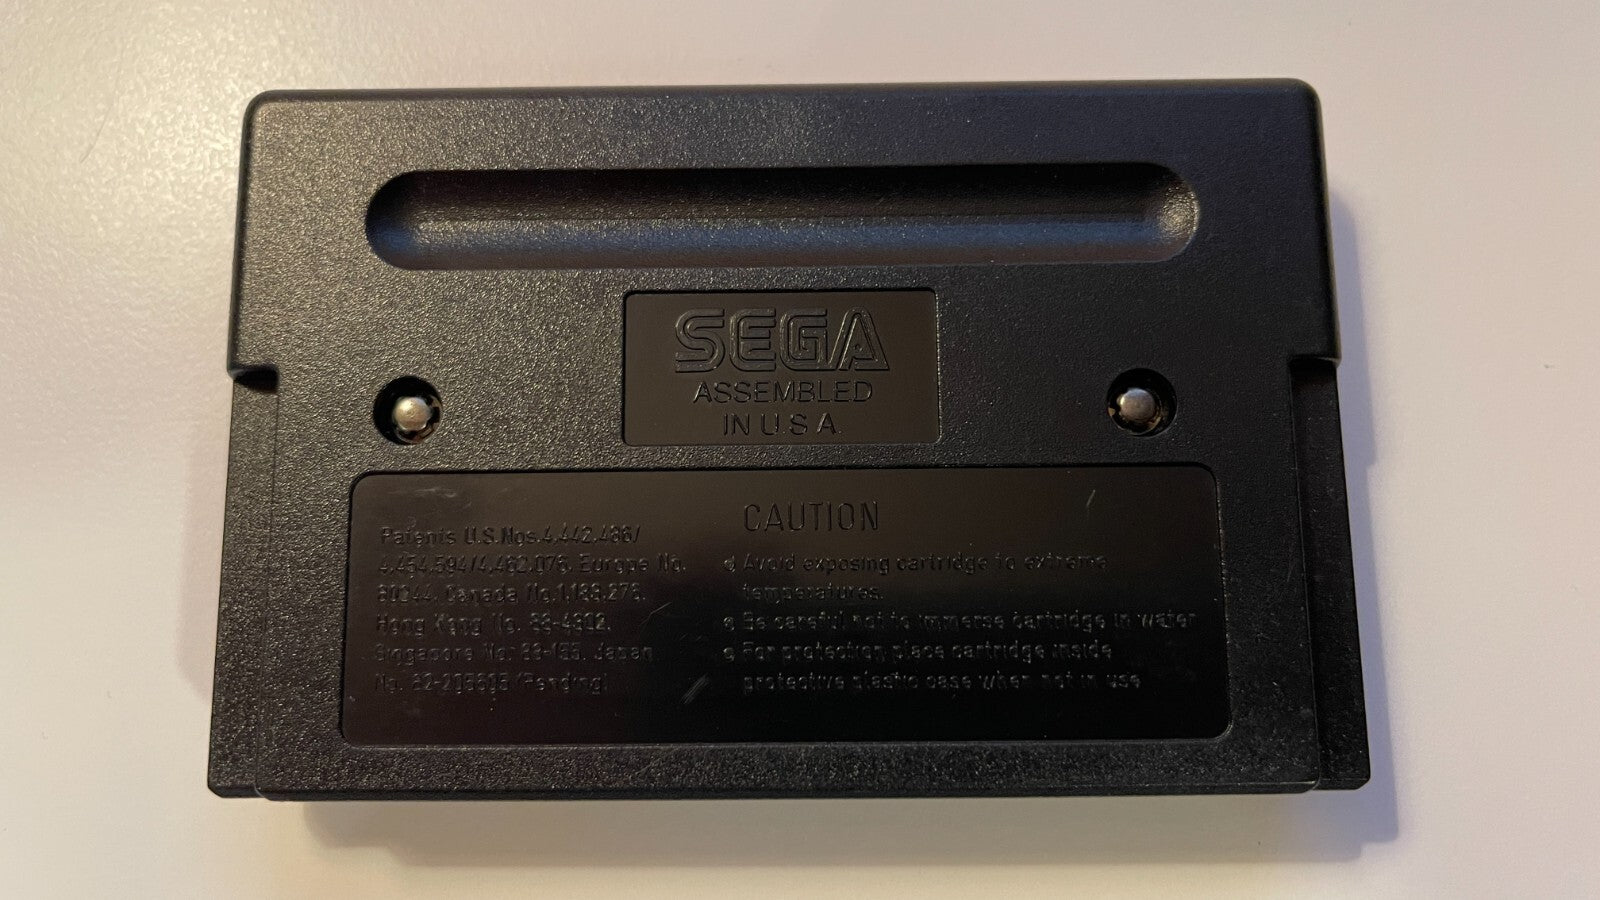 SEGA
ASSEMBLED
IN U.S.A.
Patents U.S.Nos.4,442,486/
4,454,594/4,462,076, Europe No.
80244, Canada No.1,183,276,
Hong Kong No. 88-4302,
Singapore No. 88-155, Japan
No. 82-205605 (Pending)
CAUTION
Avoid exposing cartridge to extreme
temperatures.
Be careful not to immerse cartridge in water
For protection, place cartridge inside
protective plastic case when not in use